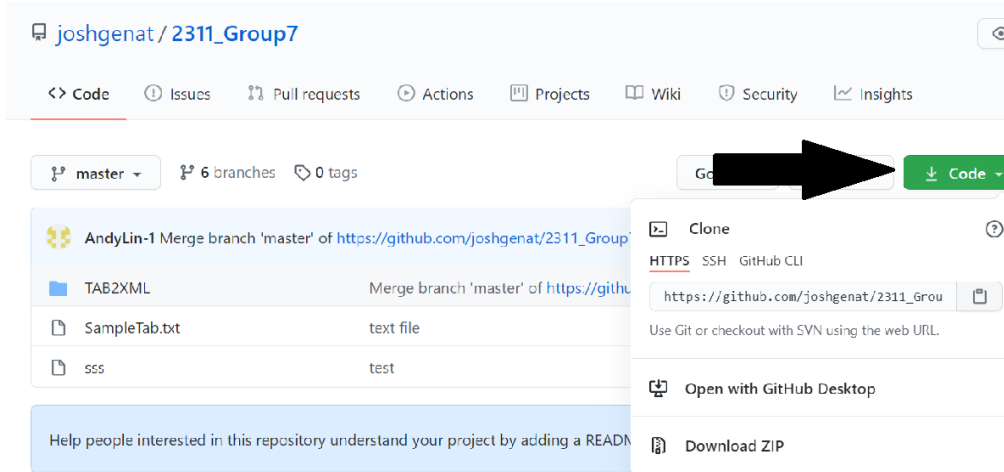 joshgenat / 2311_Group7
Code Issues Pull requests Actions Projects Wiki Security Insights
master 6 branches 0 tags
Code
AndyLin-1 Merge branch 'master' of https://github.com/joshgenat/2311_Group7
TAB2XML Merge branch 'master' of https://githu
SampleTab.txt text file
sss test
Help people interested in this repository understand your project by adding a READM
Clone
HTTPS SSH GitHub CLI
https://github.com/joshgenat/2311_Grou
Use Git or checkout with SVN using the web URL.
Open with GitHub Desktop
Download ZIP